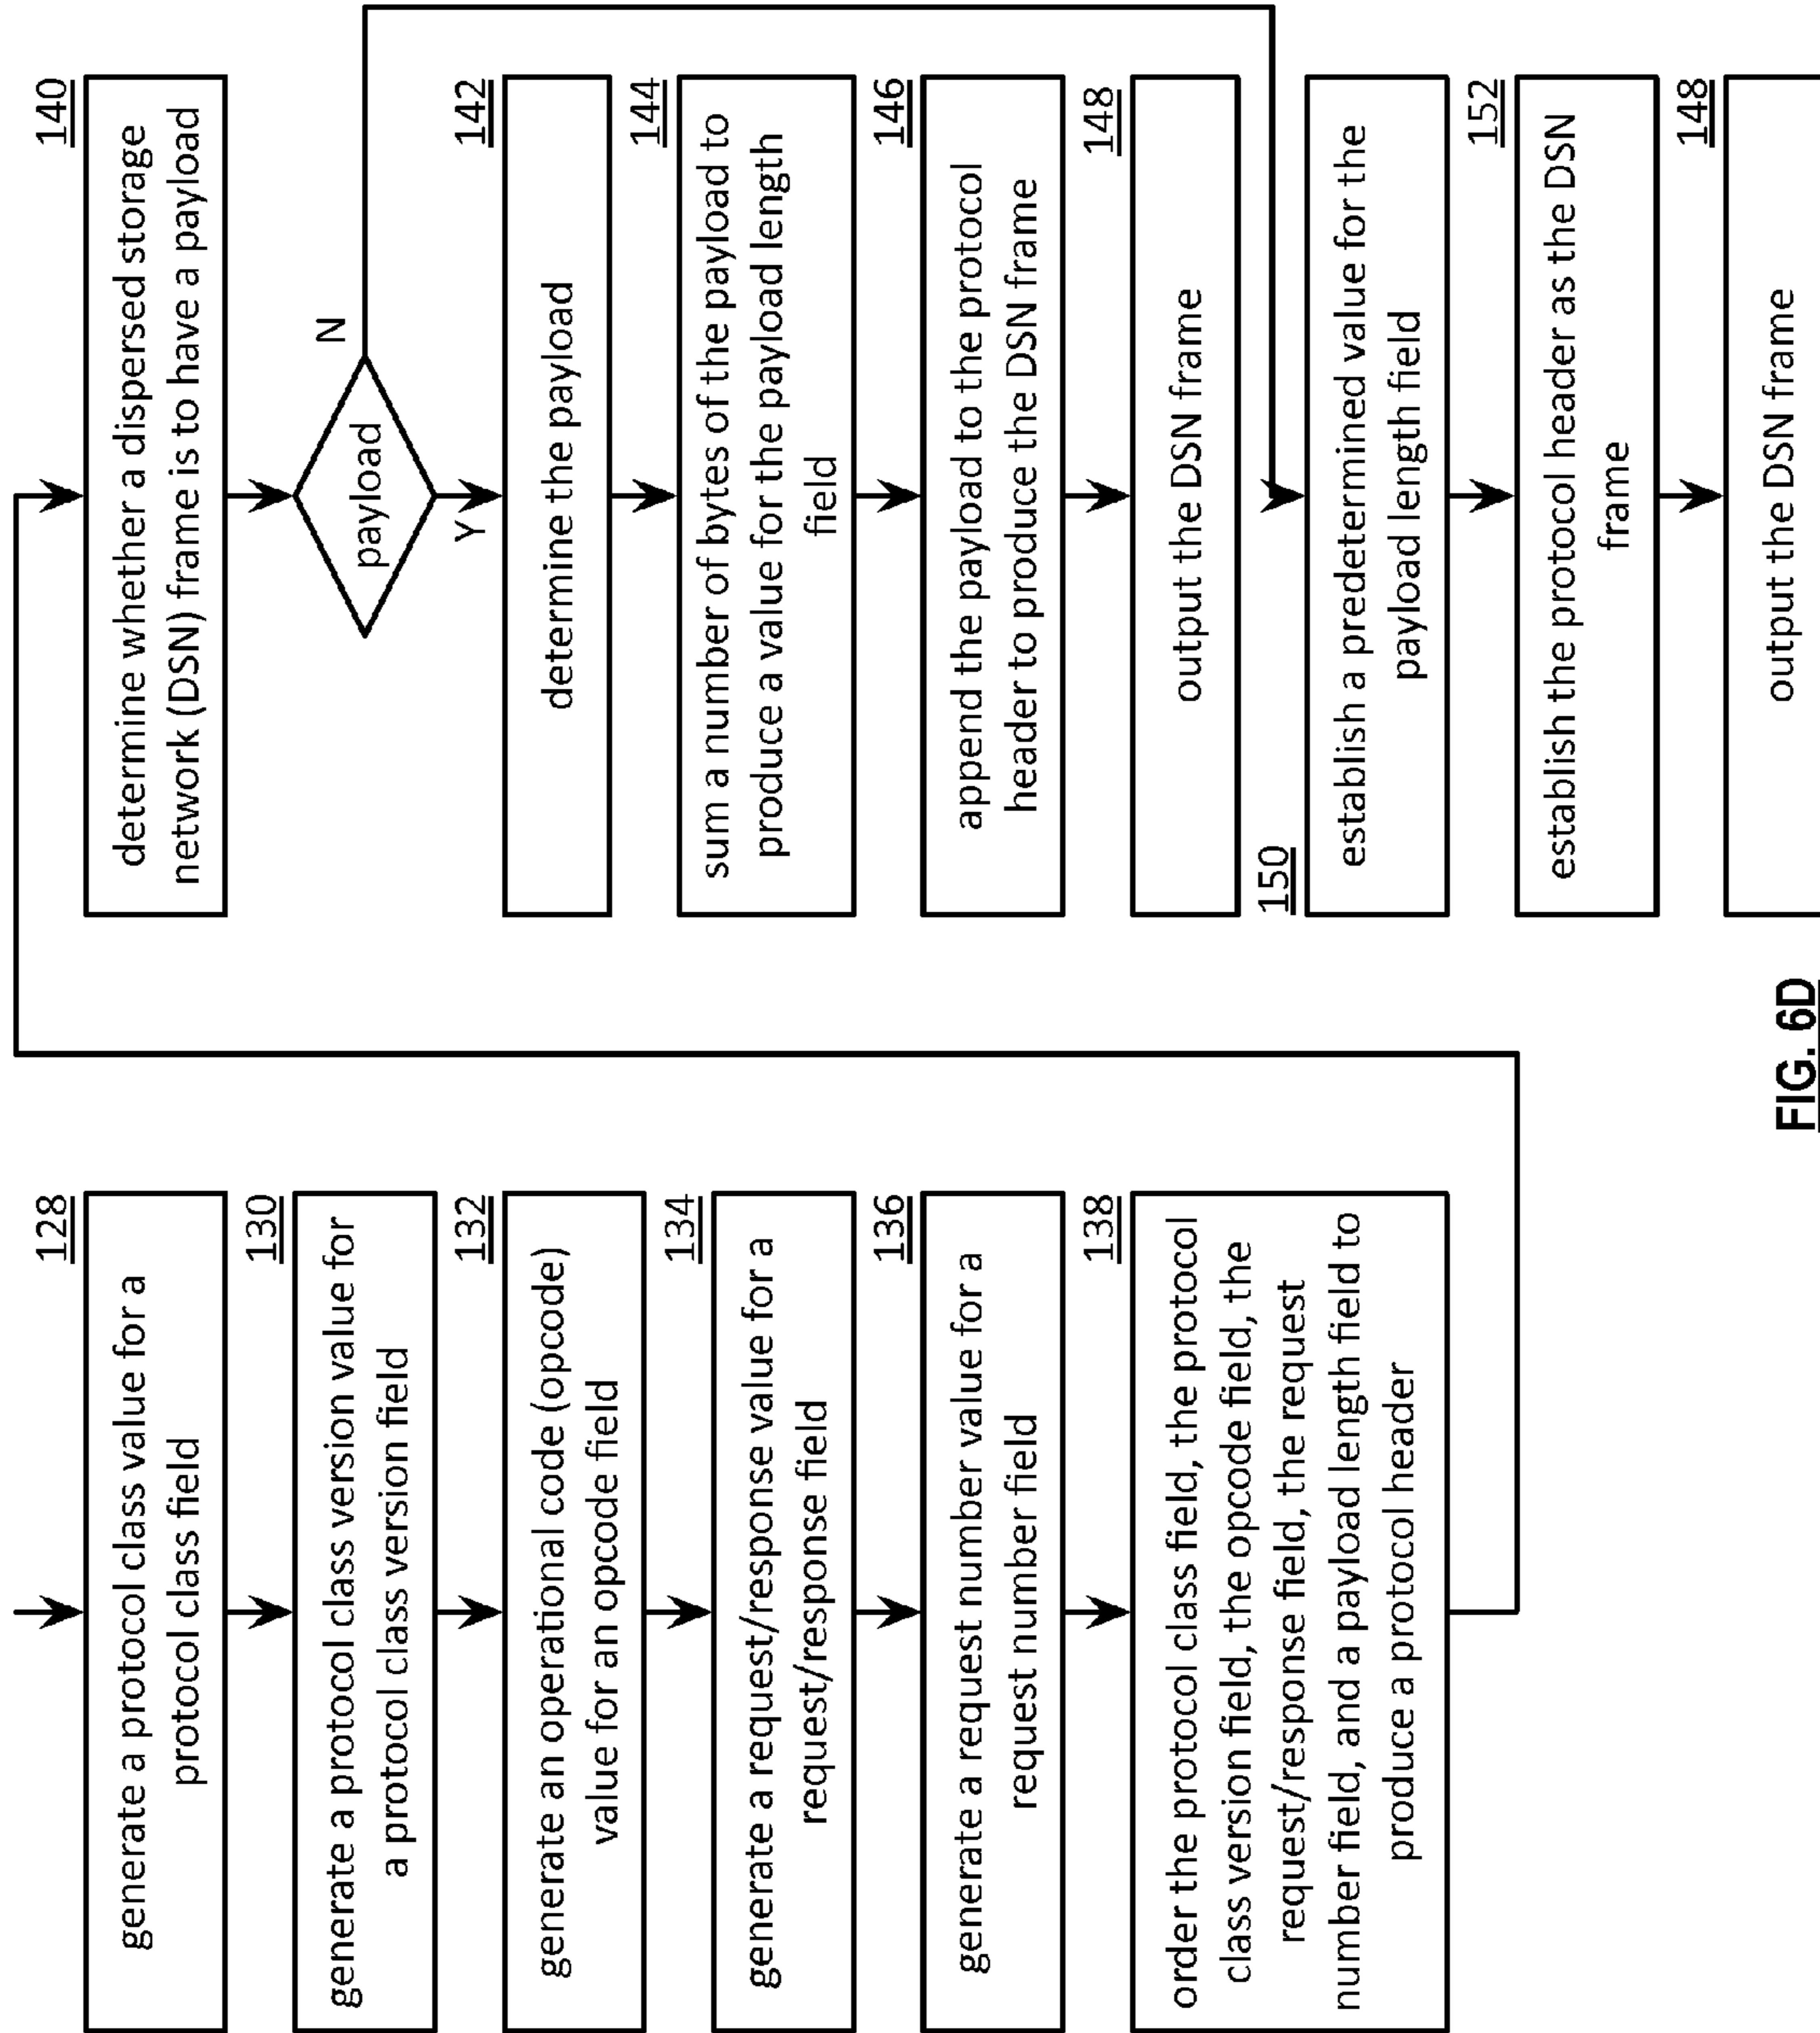 128
generate a protocol class value for a
protocol class field
130
generate a protocol class version value for
a protocol class version field
132
generate an operational code (opcode)
value for an opcode field
134
generate a request/response value for a
request/response field
136
generate a request number value for a
request number field
138
order the protocol class field, the protocol
class version field, the opcode field, the
request/response field, the request
number field, and a payload length field to
produce a protocol header
140
determine whether a dispersed storage
network (DSN) frame is to have a payload
payload
N
Y
142
determine the payload
144
sum a number of bytes of the payload to
produce a value for the payload length
field
146
append the payload to the protocol
header to produce the DSN frame
148
output the DSN frame
150
establish a predetermined value for the
payload length field
152
establish the protocol header as the DSN
frame
148
output the DSN frame
FIG. 6D